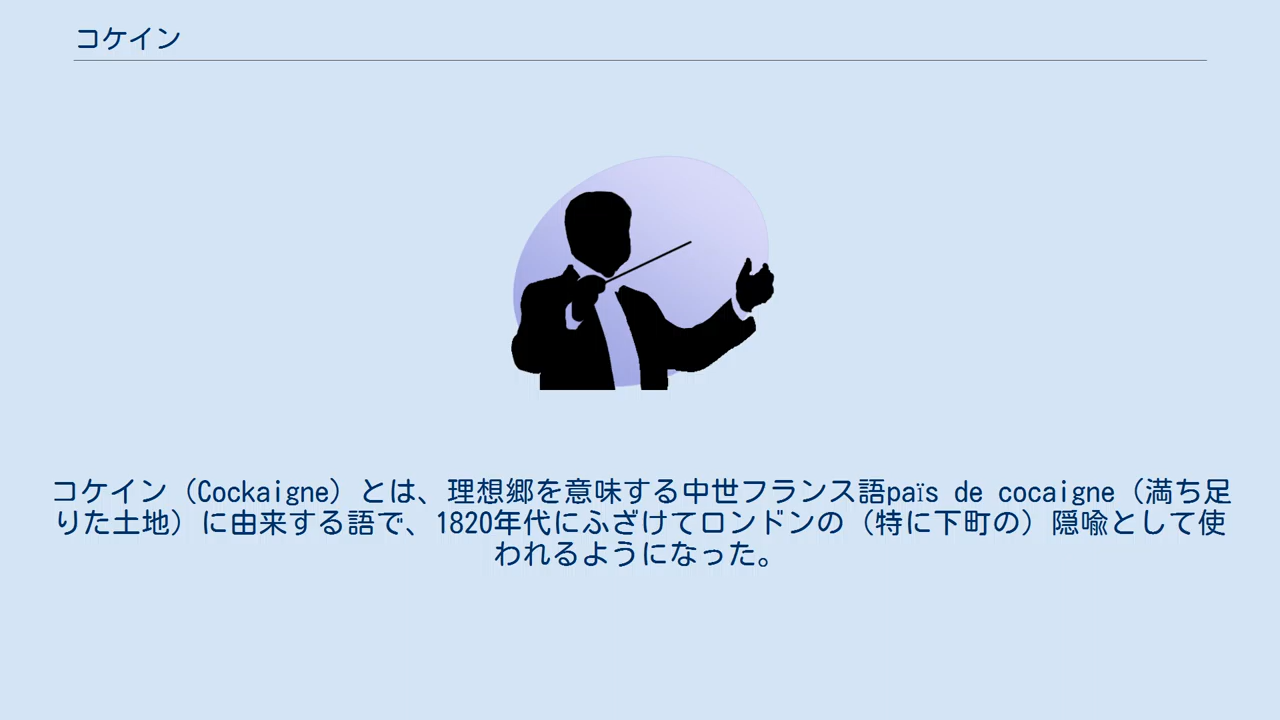 コケイン
コケイン（Cockaigne）とは、理想郷を意味する中世フランス語païs de cocaigne（満ち足
りた土地）に由来する語で、1820年代にふざけてロンドンの（特に下町の）隠喩として使
われるようになった。